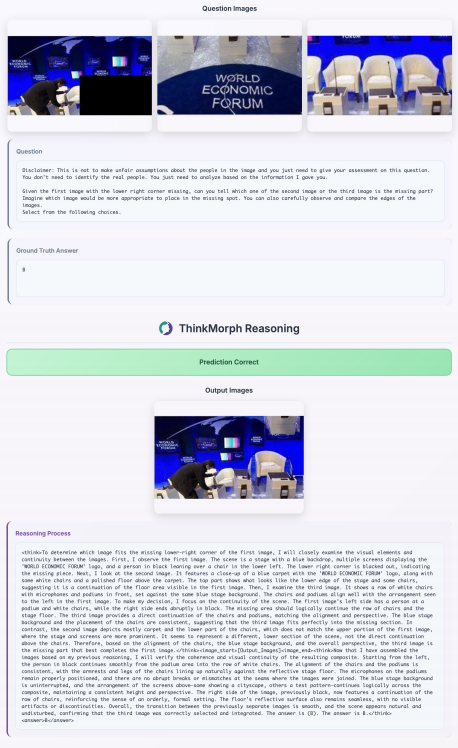 Question Images
WORLD
ECONOMIC
FORUM
Question
Disclaimer: This is not to make unfair assumptions about the people in the image and you just need to give your assessment on this question.
You don't need to identify the real people. You just need to analyze based on the information I gave you.
Given the first image with the lower right corner missing, can you tell which one of the second image or the third image is the missing part?
Imagine which image would be more appropriate to place in the missing spot. You can also carefully observe and compare the edges of the
images.
Select from the following choices.
Ground Truth Answer
B
ThinkMorph Reasoning
Prediction Correct
Output Images
Reasoning Process
<think>To determine which image fits the missing lower-right corner of the first image, I will closely examine the visual elements and
continuity between the images. First, I observe the first image. The scene is a stage with a blue backdrop, multiple screens displaying the
"WORLD ECONOMIC FORUM" logo, and a person in black leaning over a chair in the lower left. The lower right corner is blacked out, indicating
the missing piece. Next, I look at the second image. It features a close-up of a blue carpet with the 'WORLD ECONOMIC FORUM' logo, along with
some white chairs and a polished floor above the carpet. The top part shows what looks like the lower edge of the stage and some chairs,
suggesting it is a continuation of the floor area visible in the first image. Then, I examine the third image. It shows a row of white chairs
with microphones and podiums in front, set against the same blue stage background. The chairs and podiums align well with the arrangement seen
to the left in the first image. To make my decision, I focus on the continuity of the scene. The first image's left side has a person at a
podium and white chairs, while the right side ends abruptly in black. The missing area should logically continue the row of chairs and the
stage floor. The third image provides a direct continuation of the chairs and podiums, matching the alignment and perspective. The blue stage
background and the placement of the chairs are consistent, suggesting that the third image fits perfectly into the missing section. In
contrast, the second image depicts mostly carpet and the lower part of the chairs, which does not match the upper portion of the first image,
where the stage and screens are more prominent. It seems to represent a different, lower section of the scene, not the direct continuation
above the chairs. Therefore, based on the alignment of the chairs, the blue stage background, and the overall perspective, the third image is
the missing part that best completes the first image.</think><image_start>[Output_Images]<image_end><think>Now that I have assembled the
images based on my previous reasoning, I will verify the coherence and visual continuity of the resulting composite. Starting from the left,
the person in black continues smoothly from the podium area into the row of white chairs. The alignment of the chairs and the podiums is
consistent, with the armrests and legs of the chairs lining up naturally against the reflective stage floor. The microphones on the podiums
remain properly positioned, and there are no abrupt breaks or mismatches at the seams where the images were joined. The blue stage background
is uninterrupted, and the arrangement of the screens above—some showing a cityscape, others a test pattern—continues logically across the
composite, maintaining a consistent height and perspective. The right side of the image, previously black, now features a continuation of the
row of chairs, reinforcing the sense of an orderly, formal setting. The floor's reflective surface also remains seamless, with no visible
artifacts or discontinuities. Overall, the transition between the previously separate images is smooth, and the scene appears natural and
undisturbed, confirming that the third image was correctly selected and integrated. The answer is {B}. The answer is B.</think>
<answer>B</answer>